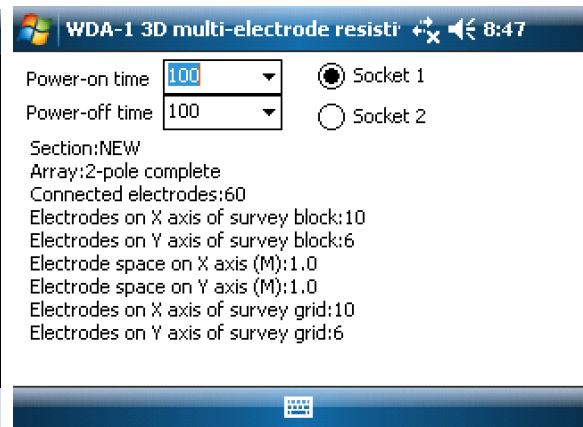 WDA-1 3D multi-electrode resisti 8:47
Power-on time 100 Socket 1
Power-off time 100 Socket 2
Section:NEW
Array:2-pole complete
Connected electrodes:60
Electrodes on X axis of survey block:10
Electrodes on Y axis of survey block:6
Electrode space on X axis (M):1.0
Electrode space on Y axis (M):1.0
Electrodes on X axis of survey grid:10
Electrodes on Y axis of survey grid:6